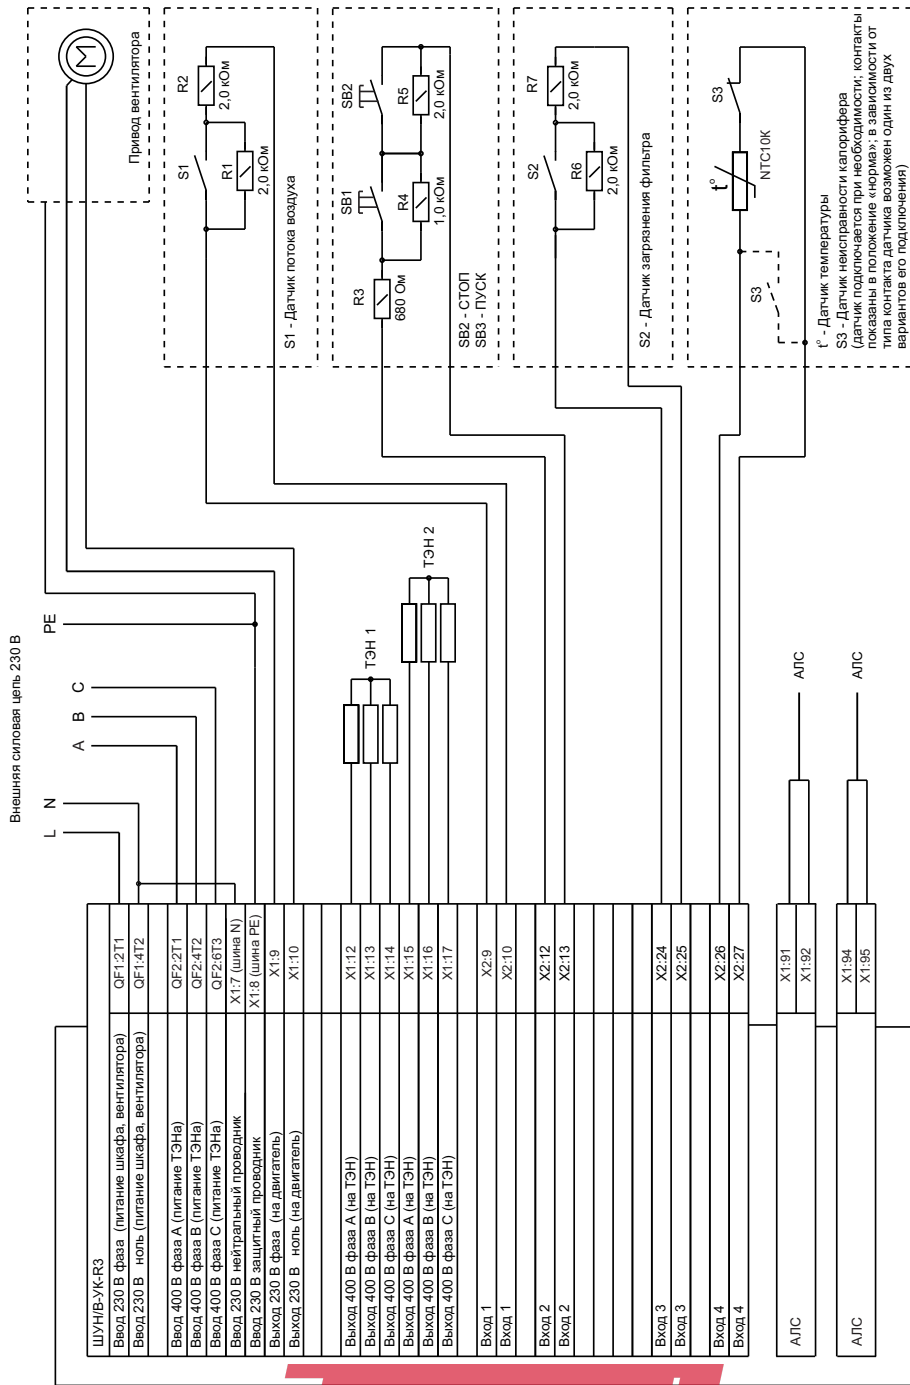 Внешняя силовая цепь 230 В
L
N
A
B
C
PE
Привод вентилятора
M
ШУН/В-УК-R3
Ввод 230 В фаза (питание шкафа, вентилятора) QF1:2T1
Ввод 230 В ноль (питание шкафа, вентилятора) QF1:4T2
Ввод 400 В фаза A (питание ТЭНа) QF2:2T1
Ввод 400 В фаза B (питание ТЭНа) QF2:4T2
Ввод 400 В фаза C (питание ТЭНа) QF2:6T3
Ввод 230 В нейтральный проводник X1:7 (шина N)
Ввод 230 В защитный проводник X1:8 (шина PE)
Выход 230 В фаза (на двигатель) X1:9
Выход 230 В ноль (на двигатель) X1:10
Выход 400 В фаза A (на ТЭН) X1:12
Выход 400 В фаза B (на ТЭН) X1:13
Выход 400 В фаза C (на ТЭН) X1:14
Выход 400 В фаза A (на ТЭН) X1:15
Выход 400 В фаза B (на ТЭН) X1:16
Выход 400 В фаза C (на ТЭН) X1:17
Вход 1 X2:9
Вход 1 X2:10
Вход 2 X2:12
Вход 2 X2:13
Вход 3 X2:24
Вход 3 X2:25
Вход 4 X2:26
Вход 4 X2:27
АЛС
X1:91
X1:92
АЛС
АЛС
X1:94
X1:95
АЛС
ТЭН 1
ТЭН 2
S1
R2
2,0 кОм
R1
2,0 кОм
S1 - Датчик потока воздуха
R3
680 Ом
SB1
R4
1,0 кОм
SB2
R5
2,0 кОм
SB2 - СТОП
SB3 - ПУСК
S2
R7
2,0 кОм
R6
2,0 кОм
S2 - Датчик загрязнения фильтра
S3
t°
NTC10K
S3
t° - Датчик температуры
S3 - Датчик неисправности калорифера
(датчик подключается при необходимости; контакты
показаны в положение «норма»; в зависимости от
типа контакта датчика возможен один из двух
вариантов его подключения)